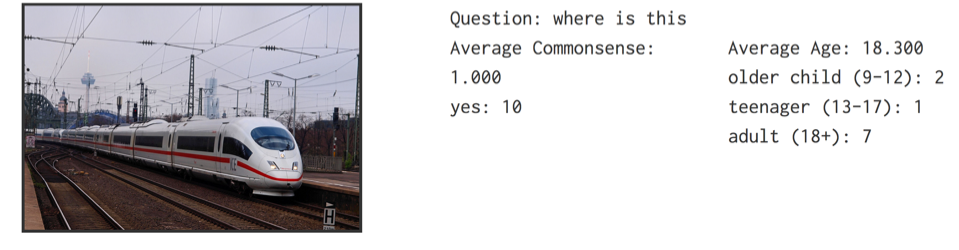 Question: where is this
Average Commonsense:
1.000
yes: 10
Average Age: 18.300
older child (9-12): 2
teenager (13-17): 1
adult (18+): 7
ICE
H